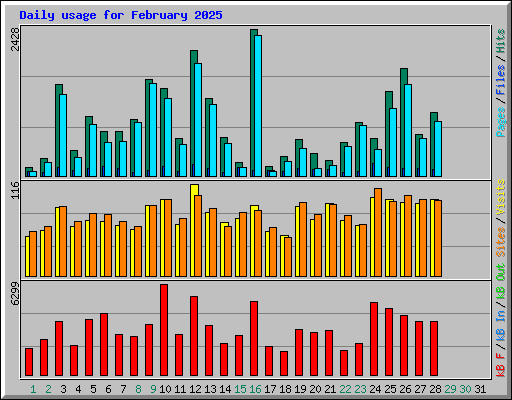 Daily usage for February 2025
2428
Pages / Files / Hits
116
Sites / Visits
6299
kB F / kB In / kB Out
1 2 3 4 5 6 7 8 9 10 11 12 13 14 15 16 17 18 19 20 21 22 23 24 25 26 27 28 29 30 31